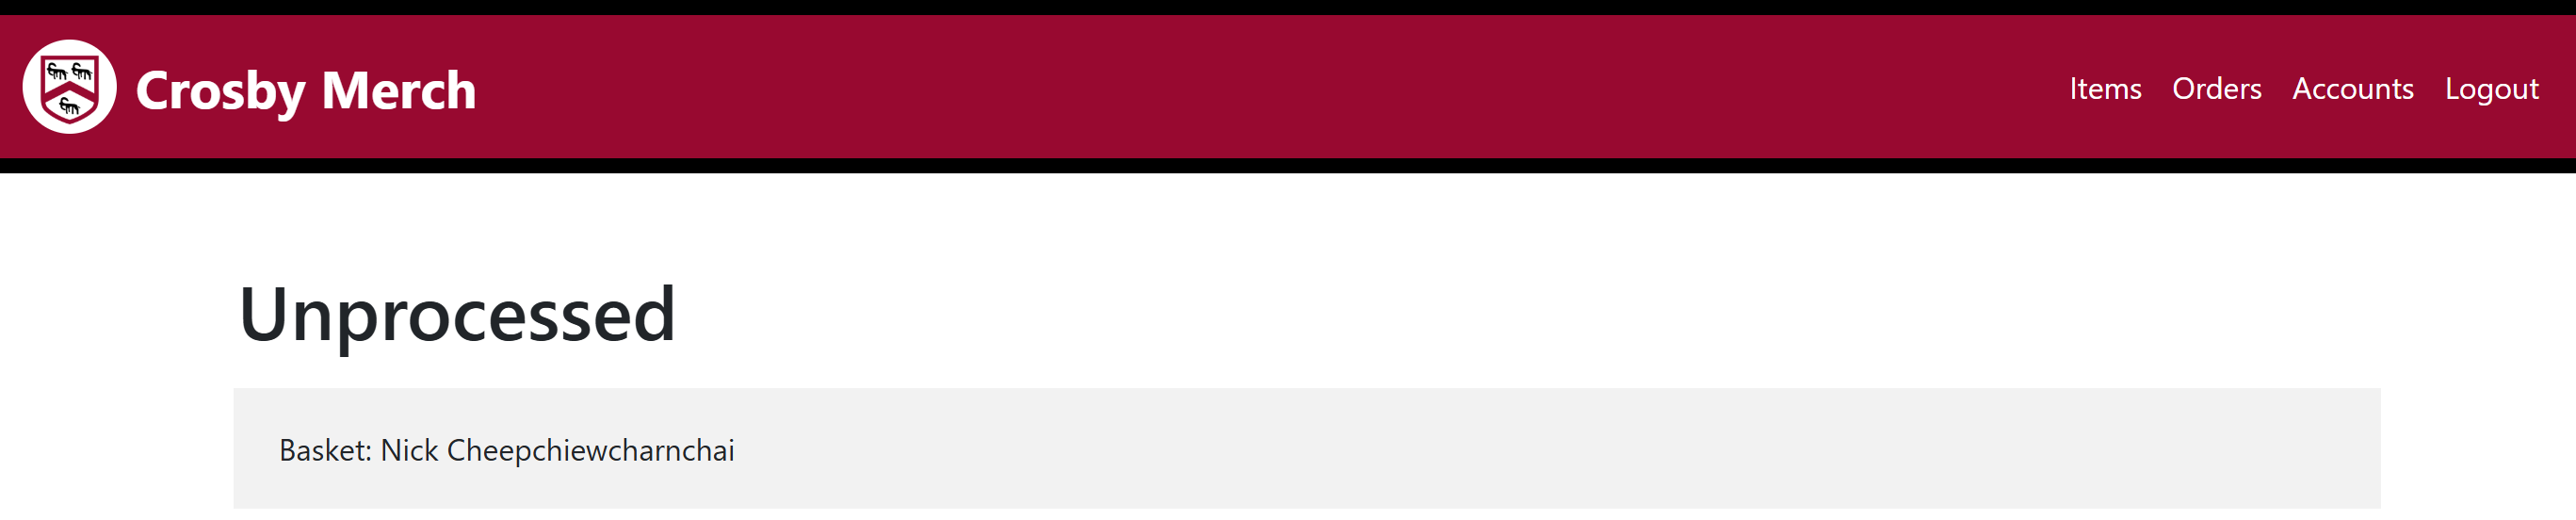 Crosby Merch
Items Orders Accounts Logout
Unprocessed
Basket: Nick Cheepchiewcharnchai